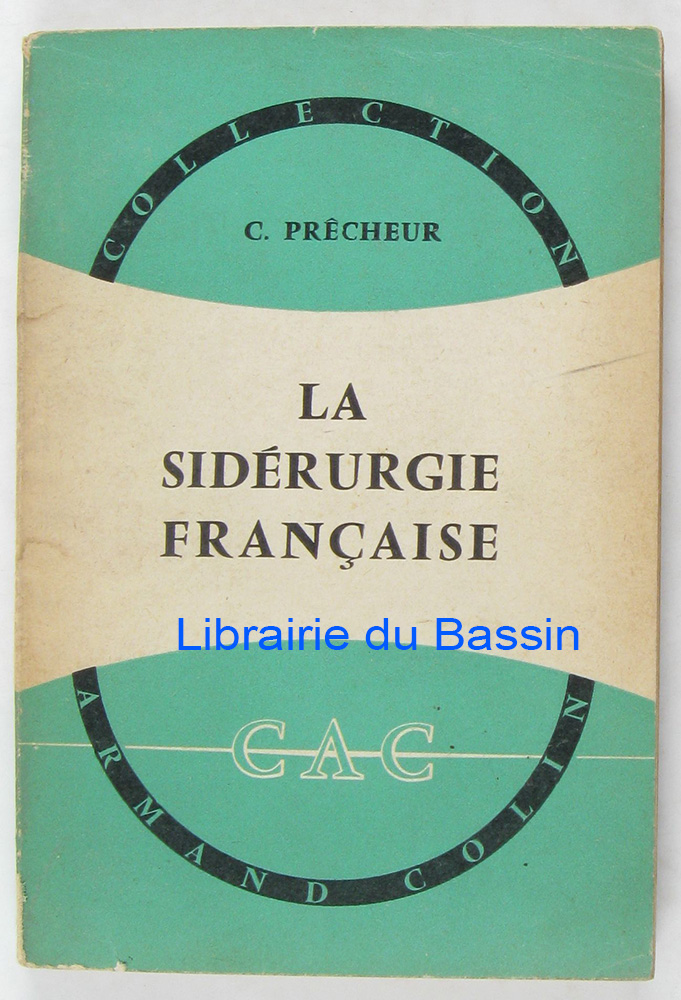 COLLECTION
C. PRÊCHEUR
LA
SIDÉRURGIE
FRANÇAISE
Librairie du Bassin
CAC
ARMAND COLIN